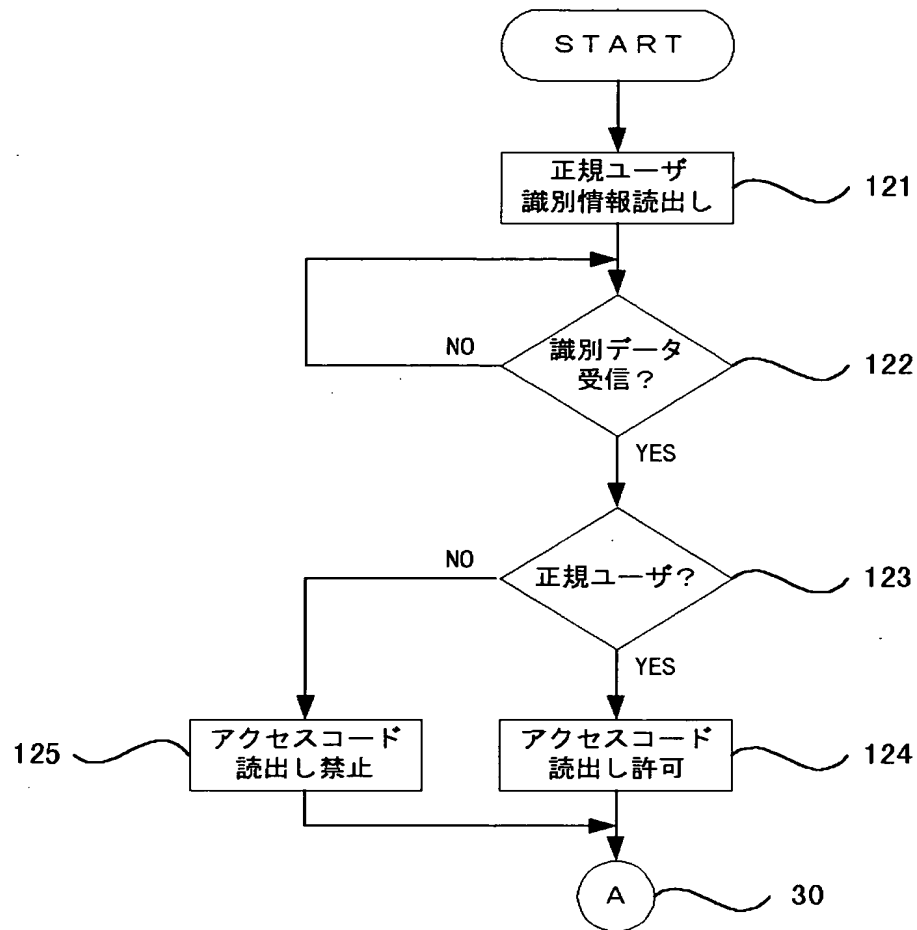 START
正規ユーザ
識別情報読出し
121
識別データ
受信？
122
NO
YES
正規ユーザ？
123
NO
YES
アクセスコード
読出し禁止
125
アクセスコード
読出し許可
124
A
30